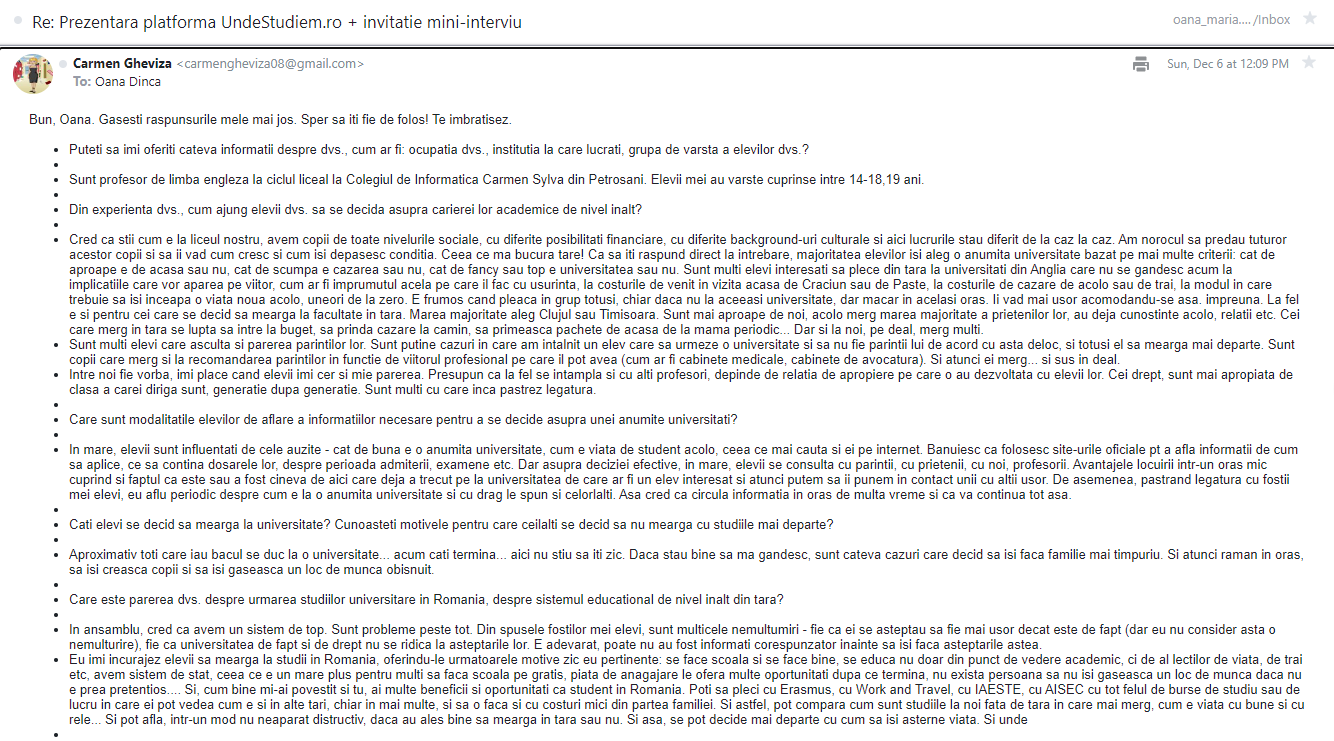 Re: Prezentara platforma UndeStudiem.ro + invitatie mini-interviu
oana_maria.... /Inbox
Carmen Gheviza <carmengheviza08@gmail.com>
Sun, Dec 6 at 12:09 PM
To: Oana Dinca
Bun, Oana. Gasesti raspunsurile mele mai jos. Sper sa iti fie de folos! Te imbratisez.
• Puteti sa imi oferiti cateva informatii despre dvs., cum ar fi: ocupatia dvs., institutia la care lucrati, grupa de varsta a elevilor dvs.?
•
• Sunt profesor de limba engleza la ciclul liceal la Colegiul de Informatica Carmen Sylva din Petrosani. Elevii mei au varste cuprinse intre 14-18,19 ani.
•
• Din experienta dvs., cum ajung elevii dvs. sa se decida asupra carierei lor academice de nivel inalt?
•
• Cred ca stii cum e la liceul nostru, avem copii de toate nivelurile sociale, cu diferite posibilitati financiare, cu diferite background-uri culturale si aici lucrurile stau diferit de la caz la caz. Am norocul sa predau tuturor
acestor copii si sa ii vad cum cresc si cum isi depasesc conditia. Ceea ce ma bucura tare! Ca sa iti raspund direct la intrebare, majoritatea elevilor isi aleg o anumita universitate bazat pe mai multe criterii: cat de
aproape e de acasa sau nu, cat de scumpa e cazarea sau nu, cat de fancy sau top e universitatea sau nu. Sunt multi elevi interesati sa plece din tara la universitati din Anglia care nu se gandesc acum la
implicatiile care vor aparea pe viitor, cum ar fi imprumutul acela pe care il fac cu usurinta, la costurile de venit in vizita acasa de Craciun sau de Paste, la costurile de cazare de acolo sau de trai, la modul in care
trebuie sa isi inceapa o viata noua acolo, uneori de la zero. E frumos cand pleaca in grup totusi, chiar daca nu la aceeasi universitate, dar macar in acelasi oras. Ii vad mai usor acomodandu-se asa. impreuna. La fel
e si pentru cei care se decid sa mearga la facultate in tara. Marea majoritate aleg Clujul sau Timisoara. Sunt mai aproape de noi, acolo merg marea majoritate a prietenilor lor, au deja cunostinte acolo, relatii etc. Cei
care merg in tara se lupta sa intre la buget, sa prinda cazare la camin, sa primeasca pachete de acasa de la mama periodic... Dar si la noi, pe deal, merg multi.
• Sunt multi elevi care asculta si parerea parintilor lor. Sunt putine cazuri in care am intalnit un elev care sa urmeze o universitate si sa nu fie parintii lui de acord cu asta deloc, si totusi el sa mearga mai departe. Sunt
copii care merg si la recomandarea parintilor in functie de viitorul profesional pe care il pot avea (cum ar fi cabinete medicale, cabinete de avocatura). Si atunci ei merg... si sus in deal.
• Intre noi fie vorba, imi place cand elevii imi cer si mie parerea. Presupun ca la fel se intampla si cu alti profesori, depinde de relatia de apropiere pe care o au dezvoltata cu elevii lor. Cei drept, sunt mai apropiata de
clasa a carei diriga sunt, generatie dupa generatie. Sunt multi cu care inca pastrez legatura.
•
• Care sunt modalitatile elevilor de aflare a informatiilor necesare pentru a se decide asupra unei anumite universitati?
•
• In mare, elevii sunt influentati de cele auzite - cat de buna e o anumita universitate, cum e viata de student acolo, ceea ce mai cauta si ei pe internet. Banuiesc ca folosesc site-urile oficiale pt a afla informatii de cum
sa aplice, ce sa contina dosarele lor, despre perioada admiterii, examene etc. Dar asupra deciziei efective, in mare, elevii se consulta cu parintii, cu prietenii, cu noi, profesorii. Avantajele locuirii intr-un oras mic
cuprind si faptul ca este sau a fost cineva de aici care deja a trecut pe la universitatea de care ar fi un elev interesat si atunci putem sa ii punem in contact unii cu altii usor. De asemenea, pastrand legatura cu fostii
mei elevi, eu aflu periodic despre cum e la o anumita universitate si cu drag le spun si celorlalti. Asa cred ca circula informatia in oras de multa vreme si ca va continua tot asa.
•
• Cati elevi se decid sa mearga la universitate? Cunoasteti motivele pentru care ceilalti se decid sa nu mearga cu studiile mai departe?
•
• Aproximativ toti care iau bacul se duc la o universitate... acum cati termina... aici nu stiu sa iti zic. Daca stau bine sa ma gandesc, sunt cateva cazuri care decid sa isi faca familie mai timpuriu. Si atunci raman in oras,
sa isi creasca copii si sa isi gaseasca un loc de munca obisnuit.
•
• Care este parerea dvs. despre urmarea studiilor universitare in Romania, despre sistemul educational de nivel inalt din tara?
•
• In ansamblu, cred ca avem un sistem de top. Sunt probleme peste tot. Din spusele fostilor mei elevi, sunt multicele nemultumiri - fie ca ei se asteptau sa fie mai usor decat este de fapt (dar eu nu consider asta o
nemulturire), fie ca universitatea de fapt si de drept nu se ridica la asteptarile lor. E adevarat, poate nu au fost informati corespunzator inainte sa isi faca asteptarile astea.
• Eu imi incurajez elevii sa mearga la studii in Romania, oferindu-le urmatoarele motive zic eu pertinente: se face scoala si se face bine, se educa nu doar din punct de vedere academic, ci de al lectilor de viata, de trai
etc, avem sistem de stat, ceea ce e un mare plus pentru multi sa faca scoala pe gratis, piata de anagajare le ofera multe oportunitati dupa ce termina, nu exista persoana sa nu isi gaseasca un loc de munca daca nu
e prea pretentios.... Si, cum bine mi-ai povestit si tu, ai multe beneficii si oportunitati ca student in Romania. Poti sa pleci cu Erasmus, cu Work and Travel, cu IAESTE, cu AISEC cu tot felul de burse de studiu sau de
lucru in care ei pot vedea cum e si in alte tari, chiar in mai multe, si sa o faca si cu costuri mici din partea familiei. Si astfel, pot compara cum sunt studiile la noi fata de tara in care mai merg, cum e viata cu bune si cu
rele... Si pot afla, intr-un mod nu neaparat distructiv, daca au ales bine sa mearga in tara sau nu. Si asa, se pot decide mai departe cu cum sa isi asterne viata. Si unde
•